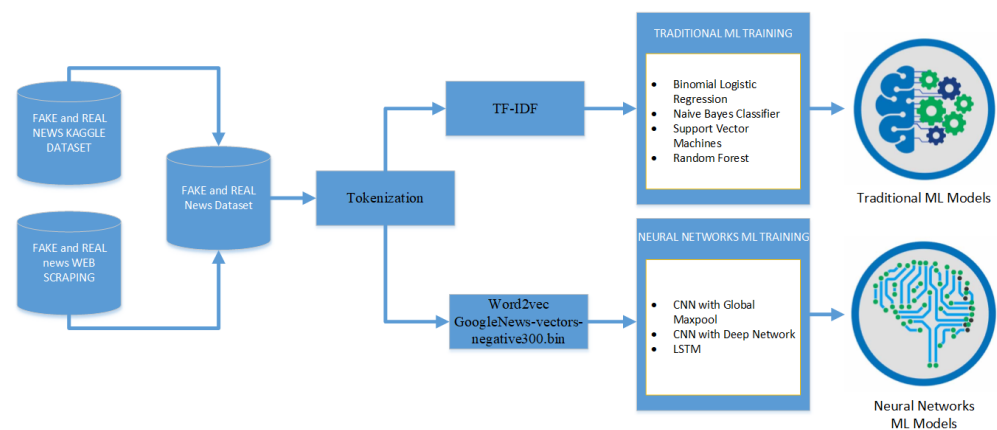 FAKE and REAL
NEWS KAGGLE
DATASET
FAKE and REAL
news WEB
SCRAPING
FAKE and REAL
News Dataset
Tokenization
TF-IDF
Word2vec
GoogleNews-vectors-
negative300.bin
TRADITIONAL ML TRAINING
• Binomial Logistic
Regression
• Naive Bayes Classifier
• Support Vector
Machines
• Random Forest
NEURAL NETWORKS ML TRAINING
• CNN with Global
Maxpool
• CNN with Deep Network
• LSTM
Traditional ML Models
Neural Networks
ML Models